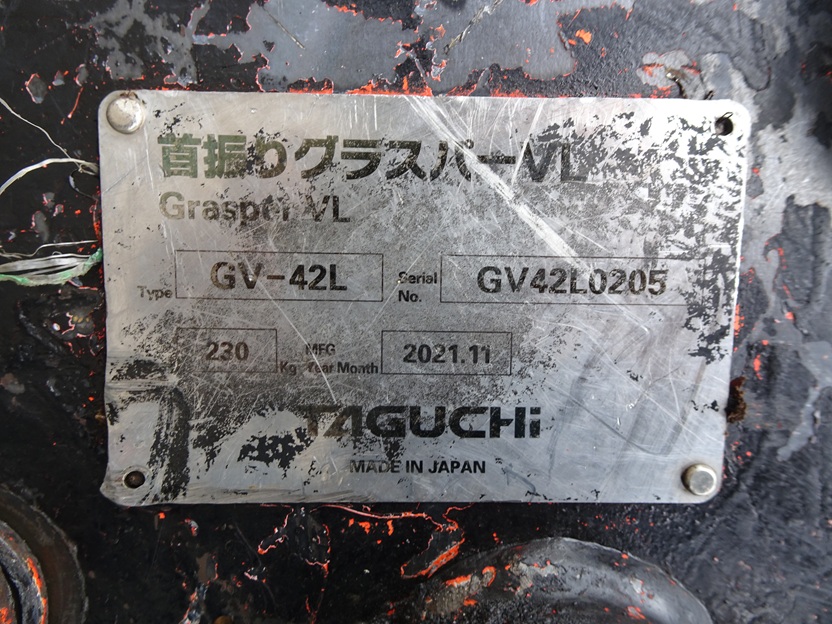 首振りグラスパーVL
Grasper VL
Type GV-42L Serial No. GV42L0205
230 Kg MFG Year Month 2021.11
TAGUCHi
MADE IN JAPAN